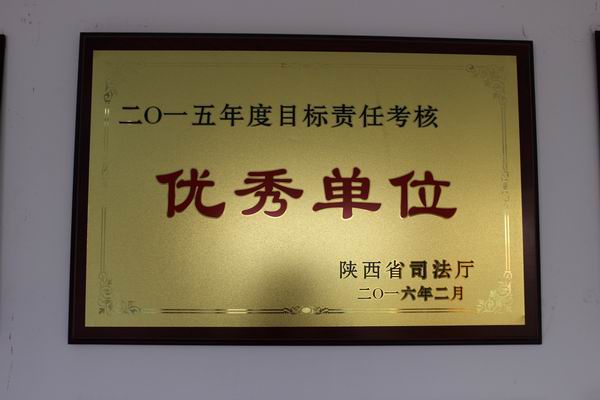 二〇一五年度目标责任考核
优秀单位
陕西省司法厅
二〇一六年二月